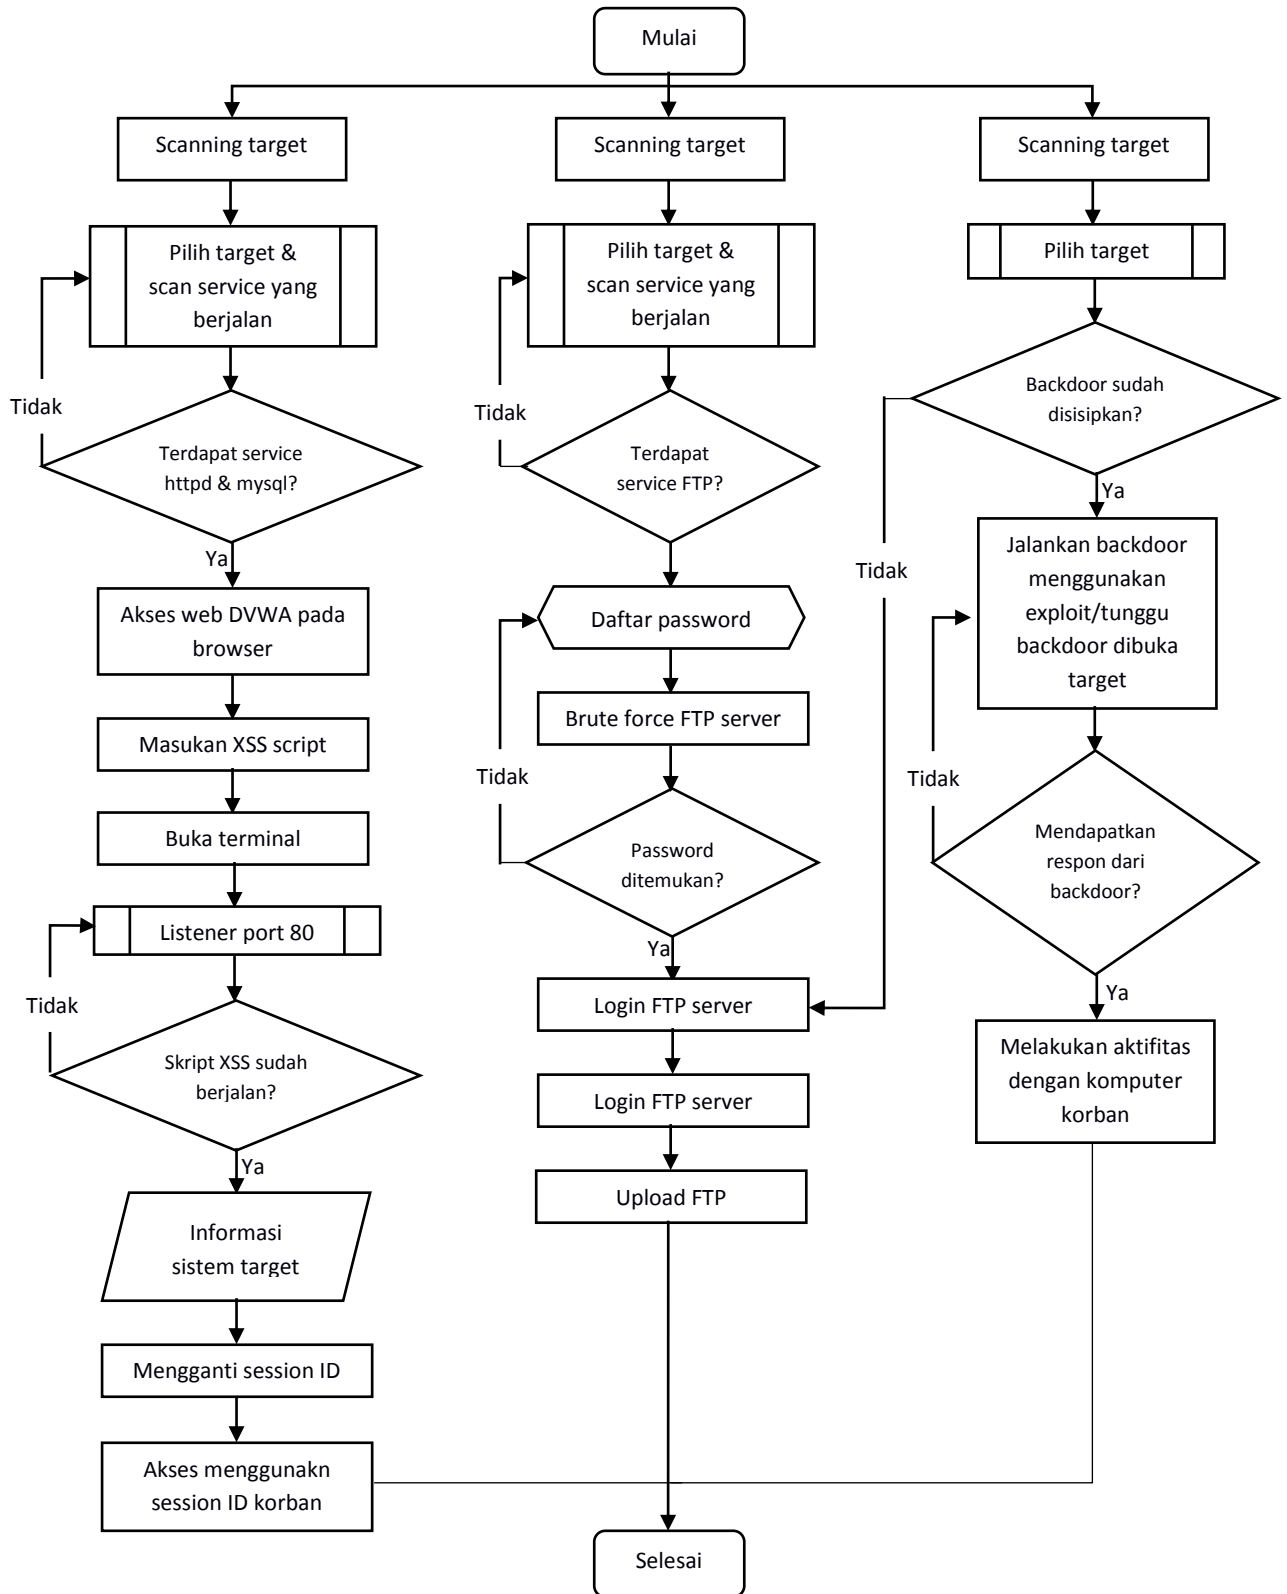 Mulai
Scanning target
Pilih target &
scan service yang
berjalan
Tidak
Terdapat service
httpd & mysql?
Ya
Akses web DVWA pada
browser
Masukan XSS script
Buka terminal
Listener port 80
Tidak
Skript XSS sudah
berjalan?
Ya
Informasi
sistem target
Mengganti session ID
Akses menggunakn
session ID korban
Scanning target
Pilih target &
scan service yang
berjalan
Tidak
Terdapat
service FTP?
Daftar password
Brute force FTP server
Tidak
Password
ditemukan?
Ya
Login FTP server
Login FTP server
Upload FTP
Scanning target
Pilih target
Backdoor sudah
disisipkan?
Ya
Tidak
Jalankan backdoor
menggunakan
exploit/tunggu
backdoor dibuka
target
Tidak
Mendapatkan
respon dari
backdoor?
Ya
Melakukan aktifitas
dengan komputer
korban
Selesai